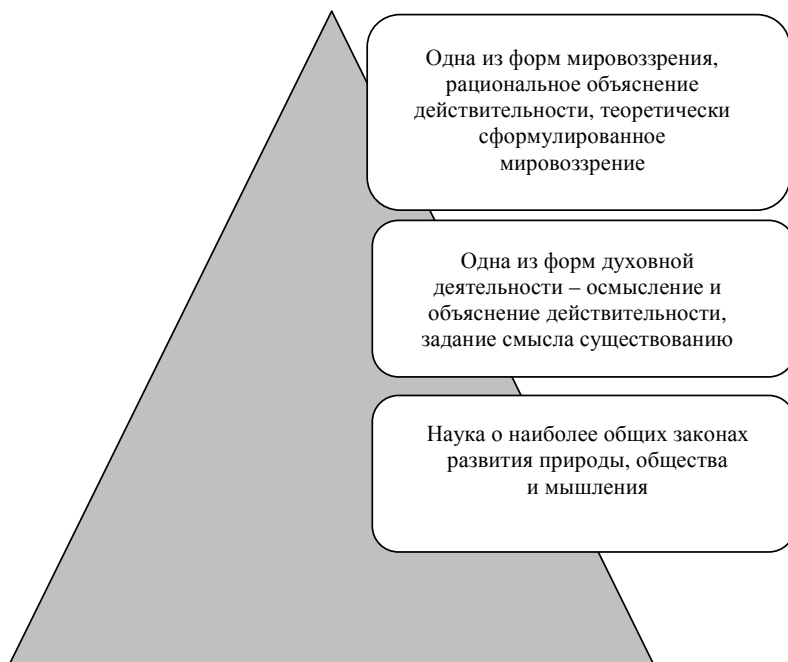 Одна из форм мировоззрения,
рациональное объяснение
действительности, теоретически
сформулированное
мировоззрение
Одна из форм духовной
деятельности – осмысление и
объяснение действительности,
задание смысла существованию
Наука о наиболее общих законах
развития природы, общества
и мышления